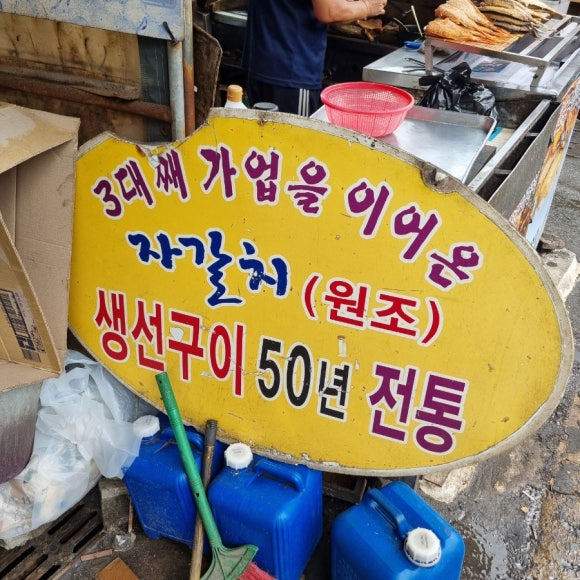 3대째 가업을 이어온
자갈치 (원조)
생선구이 50년 전통